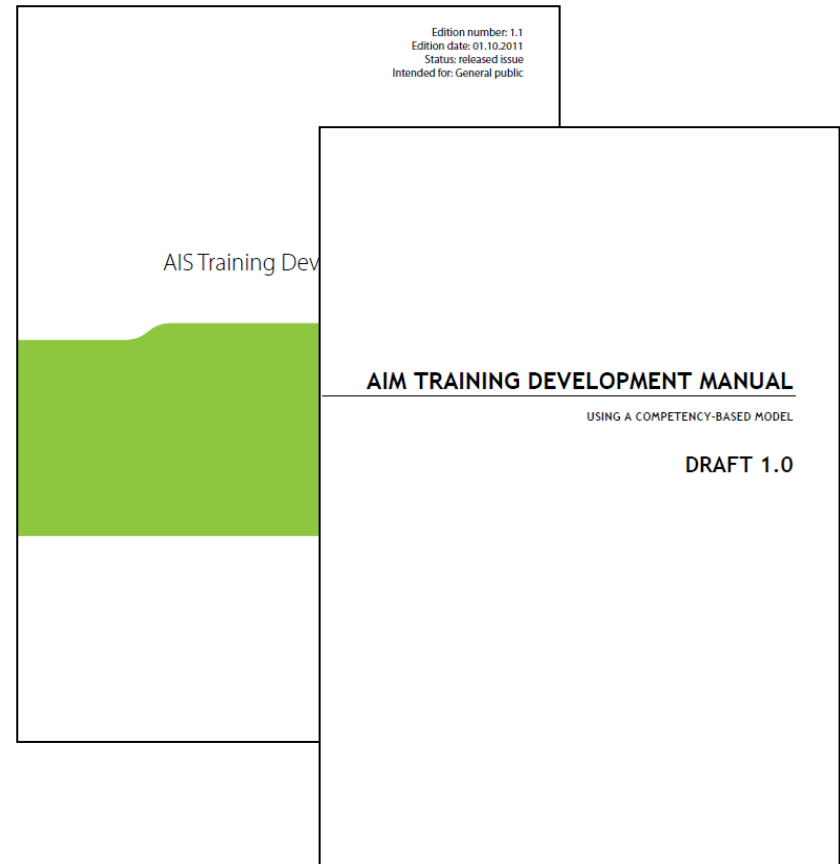 Edition number: 1.1
Edition date: 01.10.2011
Status: released issue
Intended for: General public
AIS Training Dev
AIM TRAINING DEVELOPMENT MANUAL
USING A COMPETENCY-BASED MODEL
DRAFT 1.0